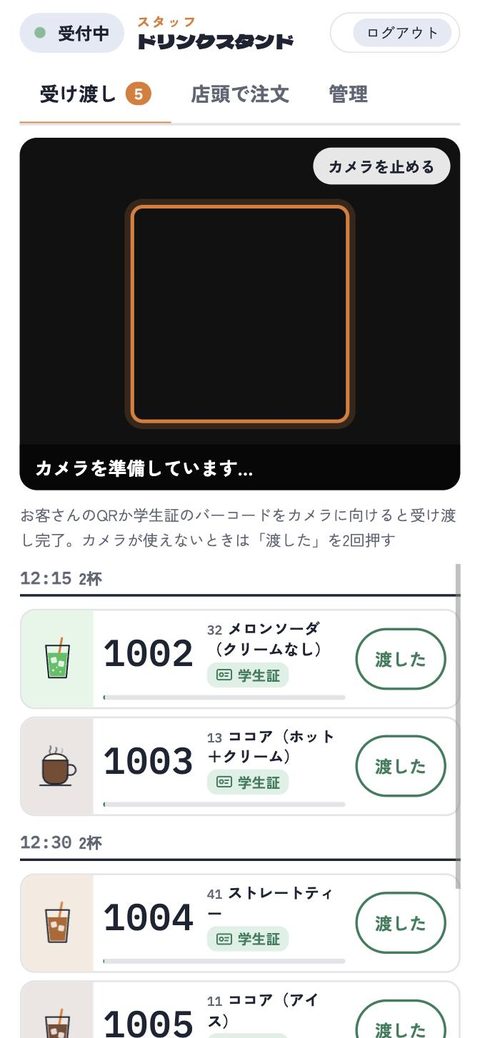 受付中
スタッフ
ドリンクスタンド
ログアウト
受け渡し 5
店頭で注文
管理
カメラを止める
カメラを準備しています...
お客さんのQRか学生証のバーコードをカメラに向けると受け渡
し完了。カメラが使えないときは「渡した」を2回押す
12:15 2杯
1002
32 メロンソーダ
（クリームなし）
学生証
渡した
1003
13 ココア（ホット
＋クリーム）
学生証
渡した
12:30 2杯
1004
41 ストレートティ
ー
学生証
渡した
1005
11 ココア（アイ
ス）
渡した